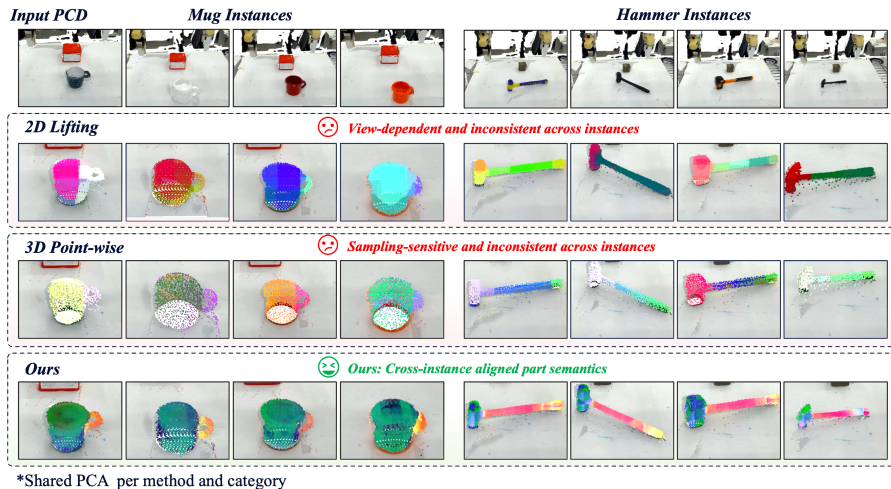 Input PCD
Mug Instances
Hammer Instances
2D Lifting
View-dependent and inconsistent across instances
3D Point-wise
Sampling-sensitive and inconsistent across instances
Ours
Ours: Cross-instance aligned part semantics
*Shared PCA per method and category